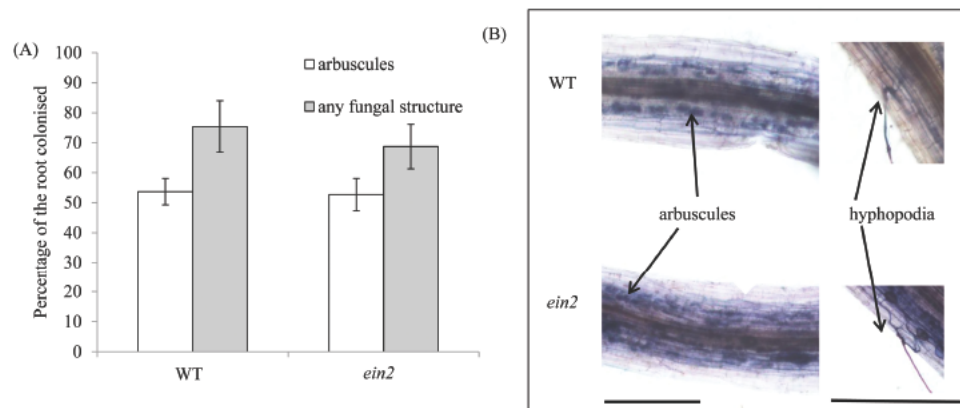 (A)
Percentage of the root colonised
100
90
80
70
60
50
40
30
20
10
0
arbuscules
any fungal structure
WT
ein2
(B)
WT
arbuscules
hyphopodia
ein2